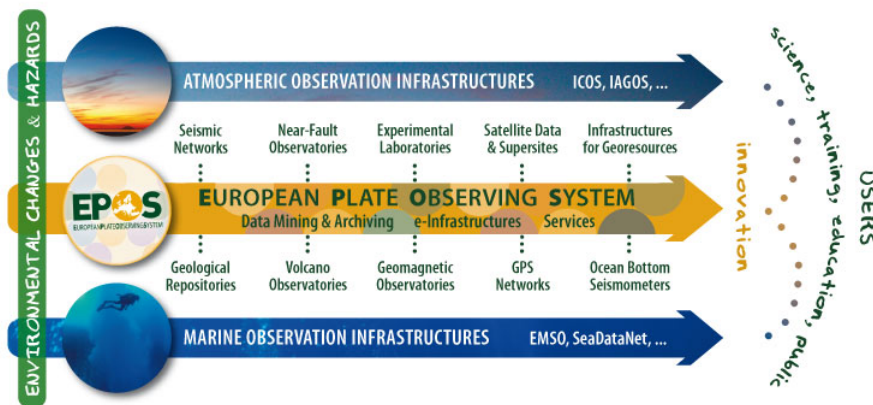 ENVIRONMENTAL CHANGES & HAZARDS
ATMOSPHERIC OBSERVATION INFRASTRUCTURES ICOS, IAGOS, ...
Seismic
Networks
Near-Fault
Observatories
Experimental
Laboratories
Satellite Data
& Supersites
Infrastructures
for Georesources
EPOS
EUROPEANPLATEOBSERVINGSYSTEM
EUROPEAN PLATE OBSERVING SYSTEM
Data Mining & Archiving e-Infrastructures Services
Geological
Repositories
Volcano
Observatories
Geomagnetic
Observatories
GPS
Networks
Ocean Bottom
Seismometers
MARINE OBSERVATION INFRASTRUCTURES EMSO, SeaDataNet, ...
innovation
science, training, education, public
USERS